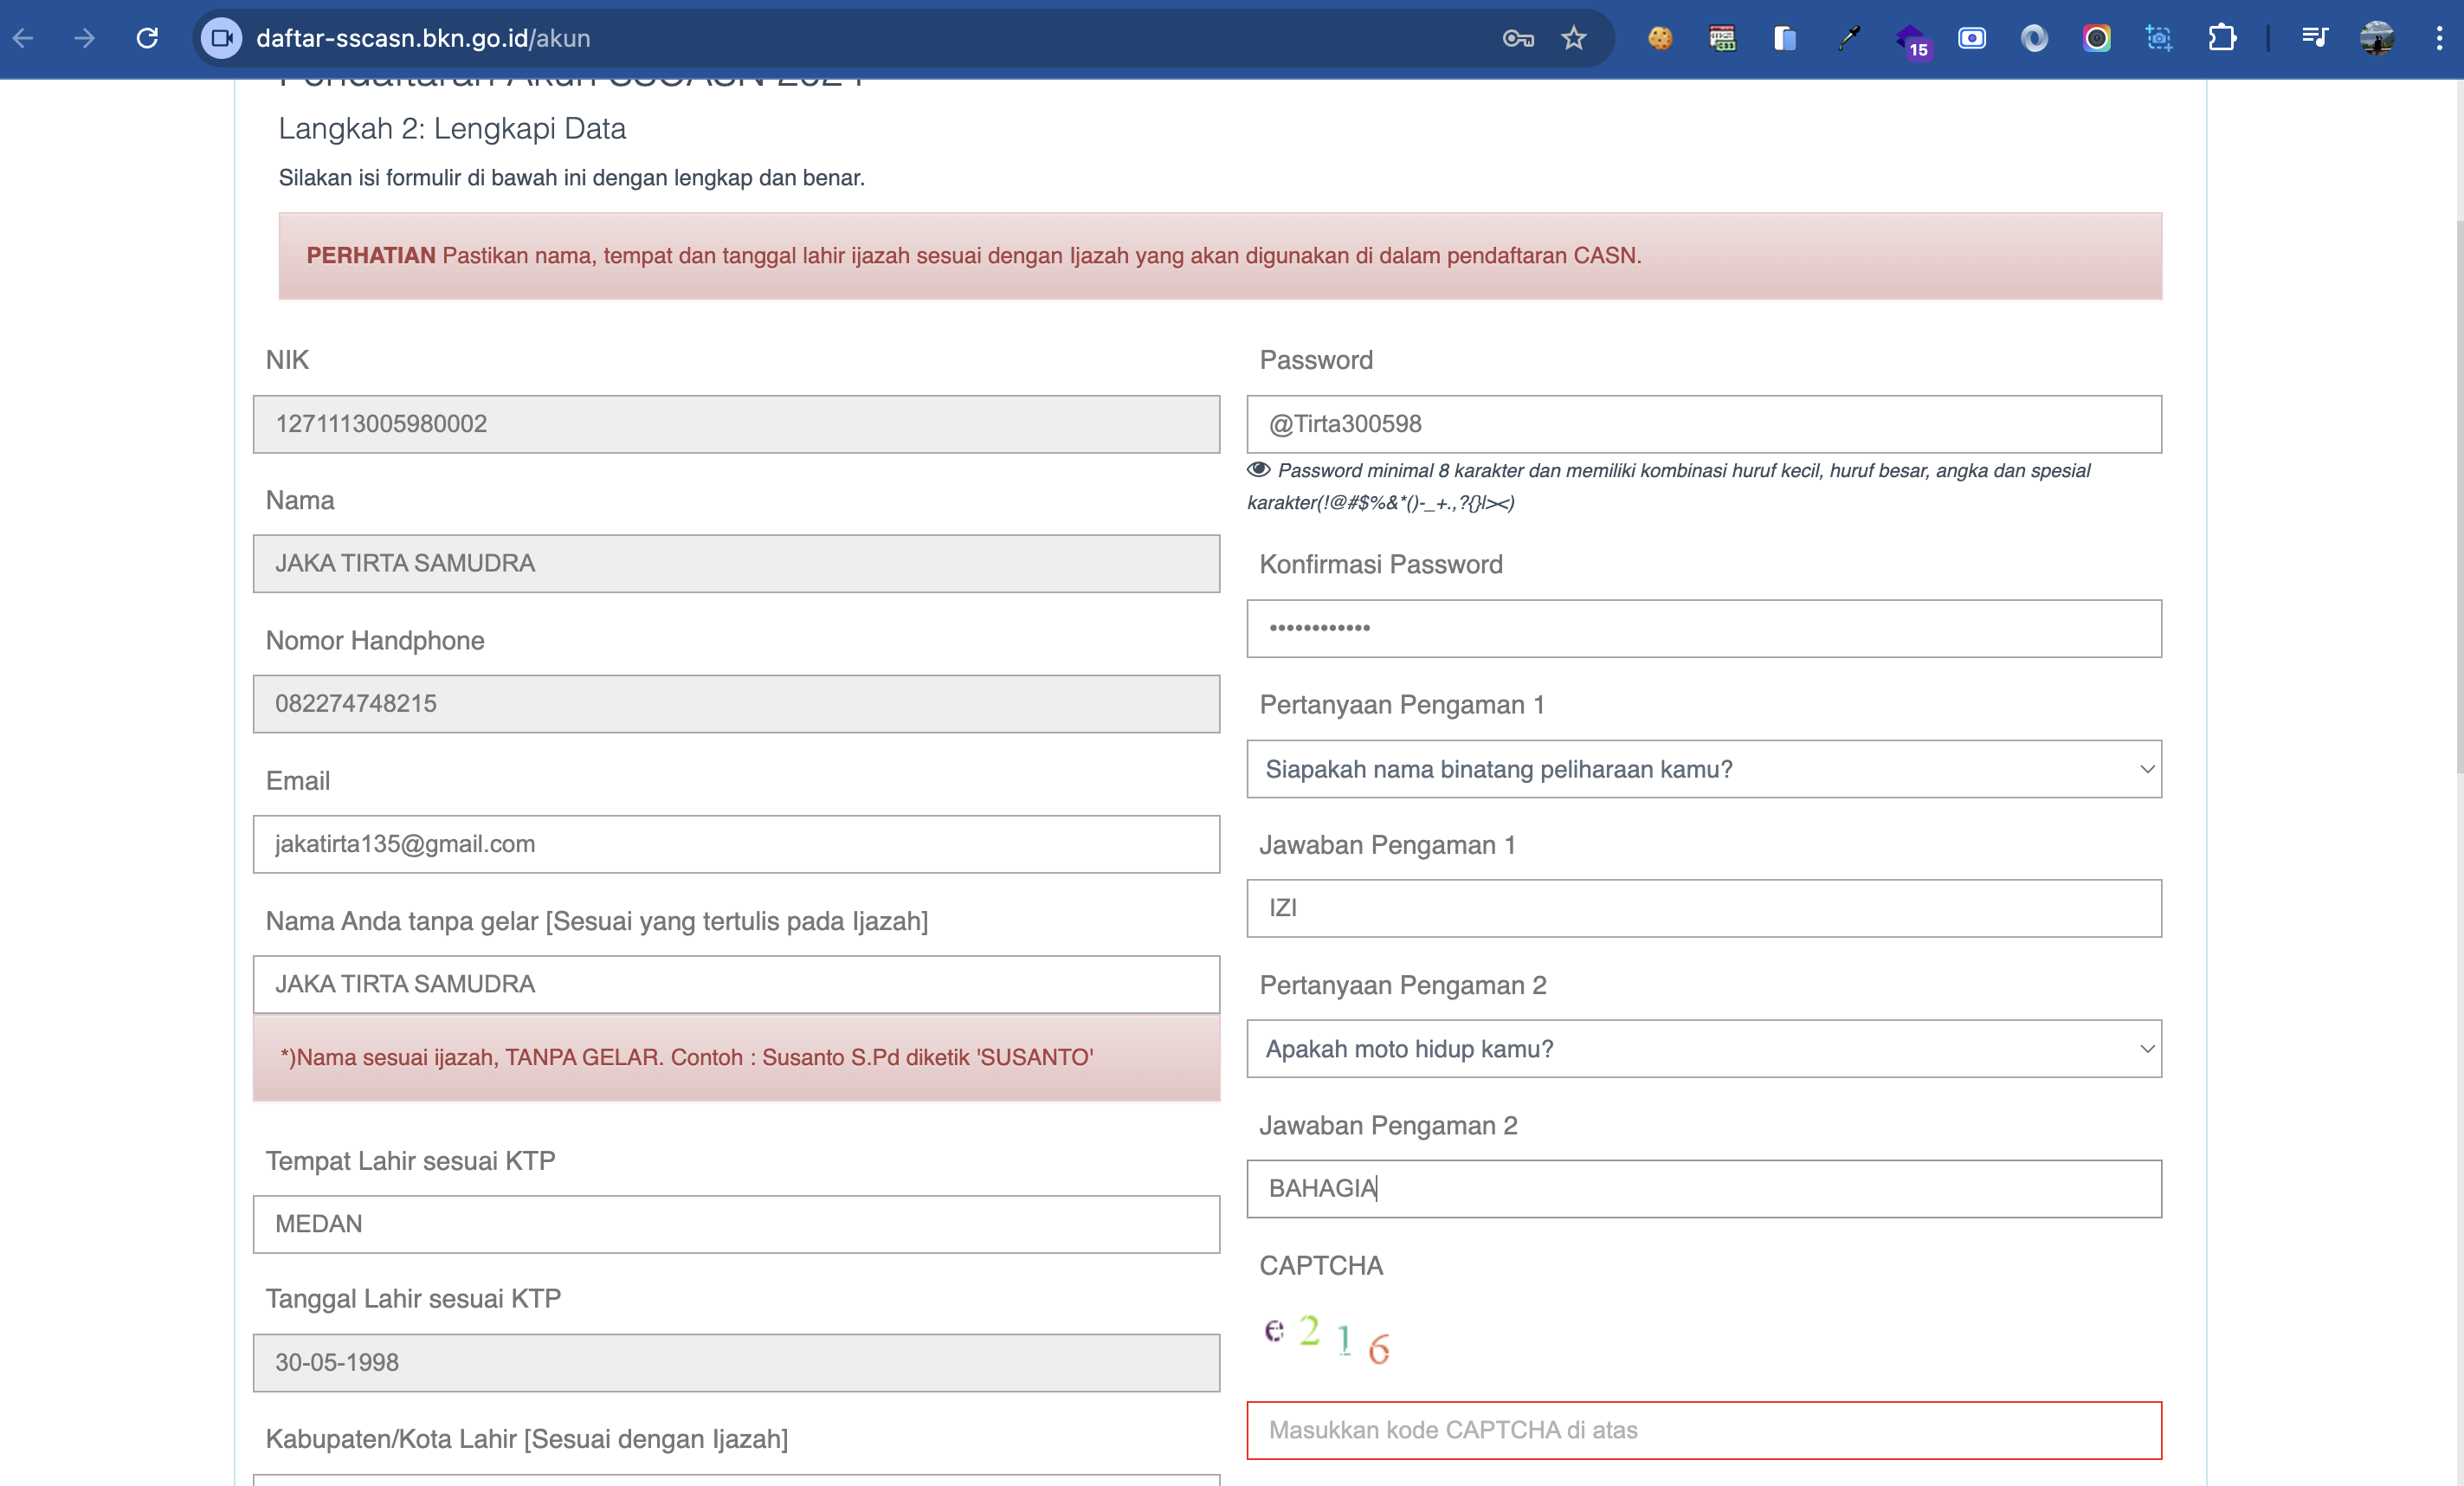 daftar-sscasn.bkn.go.id/akun
15
Pendaftaran Akun SSCASN 2024
Langkah 2: Lengkapi Data
Silakan isi formulir di bawah ini dengan lengkap dan benar.
PERHATIAN Pastikan nama, tempat dan tanggal lahir ijazah sesuai dengan Ijazah yang akan digunakan di dalam pendaftaran CASN.
NIK
1271113005980002
Nama
JAKA TIRTA SAMUDRA
Nomor Handphone
082274748215
Email
jakatirta135@gmail.com
Nama Anda tanpa gelar [Sesuai yang tertulis pada Ijazah]
JAKA TIRTA SAMUDRA
*)Nama sesuai ijazah, TANPA GELAR. Contoh : Susanto S.Pd diketik 'SUSANTO'
Tempat Lahir sesuai KTP
MEDAN
Tanggal Lahir sesuai KTP
30-05-1998
Kabupaten/Kota Lahir [Sesuai dengan Ijazah]
Password
@Tirta300598
Password minimal 8 karakter dan memiliki kombinasi huruf kecil, huruf besar, angka dan spesial
karakter(!@#$%&*()-_+.,?{}|><)
Konfirmasi Password
••••••••••••
Pertanyaan Pengaman 1
Siapakah nama binatang peliharaan kamu?
Jawaban Pengaman 1
IZI
Pertanyaan Pengaman 2
Apakah moto hidup kamu?
Jawaban Pengaman 2
BAHAGIA
CAPTCHA
e216
Masukkan kode CAPTCHA di atas